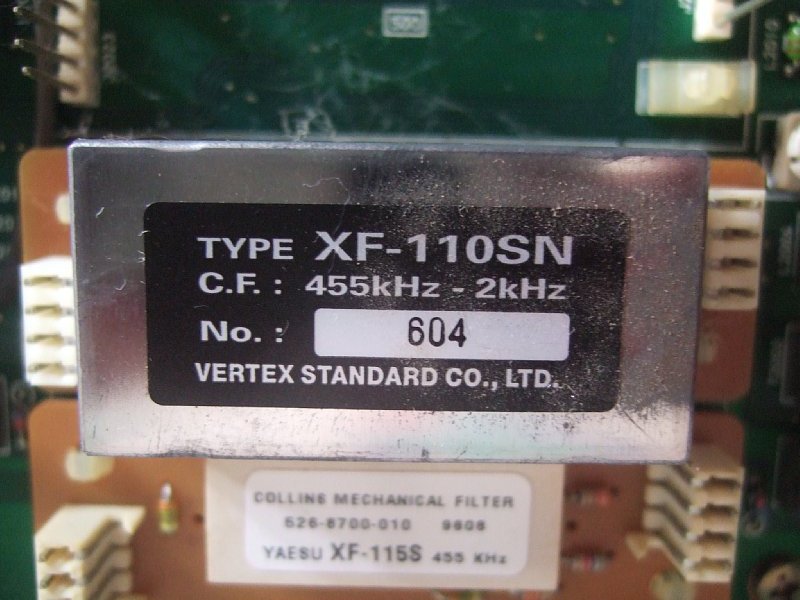 TYPE XF-110SN
C.F. : 455kHz - 2kHz
No. : 604
VERTEX STANDARD CO., LTD.
COLLINS MECHANICAL FILTER
526-8700-010 9608
YAESU XF-115S 455 KHz